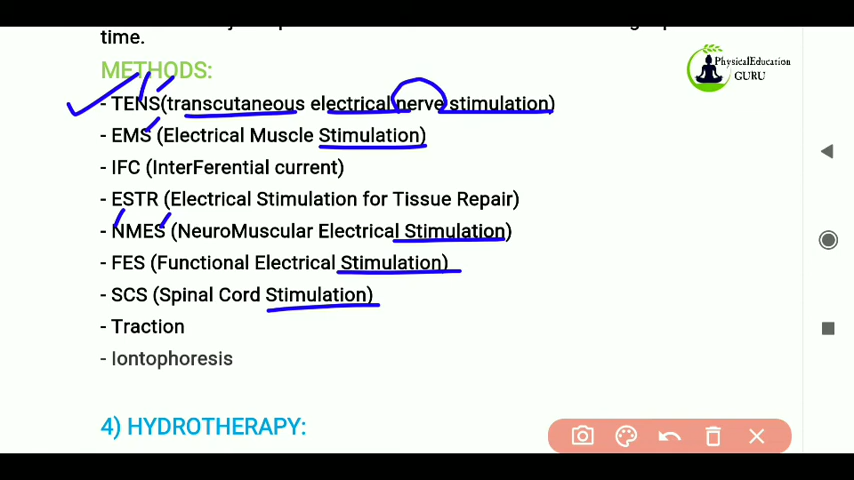 time.
PhysicalEducation
GURU
METHODS:
- TENS(transcutaneous electrical nerve stimulation)
- EMS (Electrical Muscle Stimulation)
- IFC (InterFerential current)
- ESTR (Electrical Stimulation for Tissue Repair)
- NMES (NeuroMuscular Electrical Stimulation)
- FES (Functional Electrical Stimulation)
- SCS (Spinal Cord Stimulation)
- Traction
- Iontophoresis
4) HYDROTHERAPY: